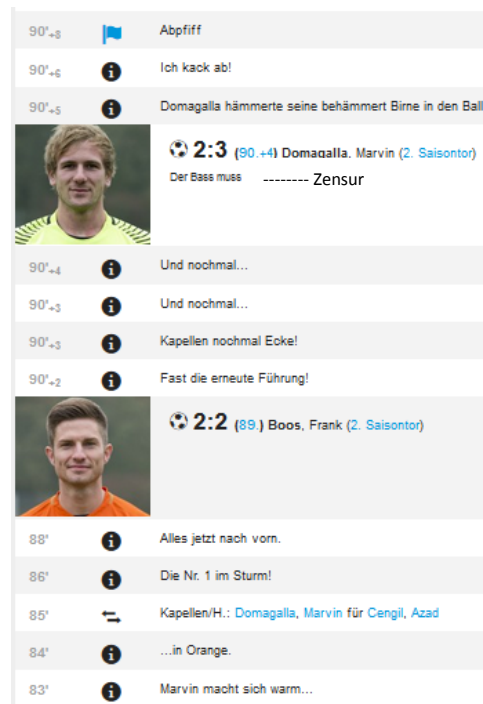 90'+8 Abpfiff
90'+6 Ich kack ab!
90'+5 Domagalla hämmerte seine behämmert Birne in den Ball
2:3 (90.+4) Domagalla, Marvin (2. Saisontor)
Der Bass muss -------- Zensur
90'+4 Und nochmal...
90'+3 Und nochmal...
90'+3 Kapellen nochmal Ecke!
90'+2 Fast die erneute Führung!
2:2 (89.) Boos, Frank (2. Saisontor)
88' Alles jetzt nach vorn.
86' Die Nr. 1 im Sturm!
85' Kapellen/H.: Domagalla, Marvin für Cengil, Azad
84' ...in Orange.
83' Marvin macht sich warm...